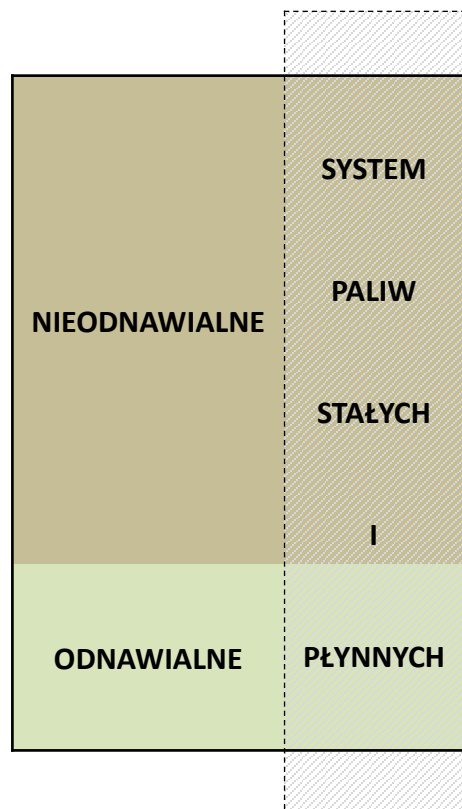 NIEODNAWIALNE
ODNAWIALNE
SYSTEM
PALIW
STAŁYCH
I
PŁYNNYCH